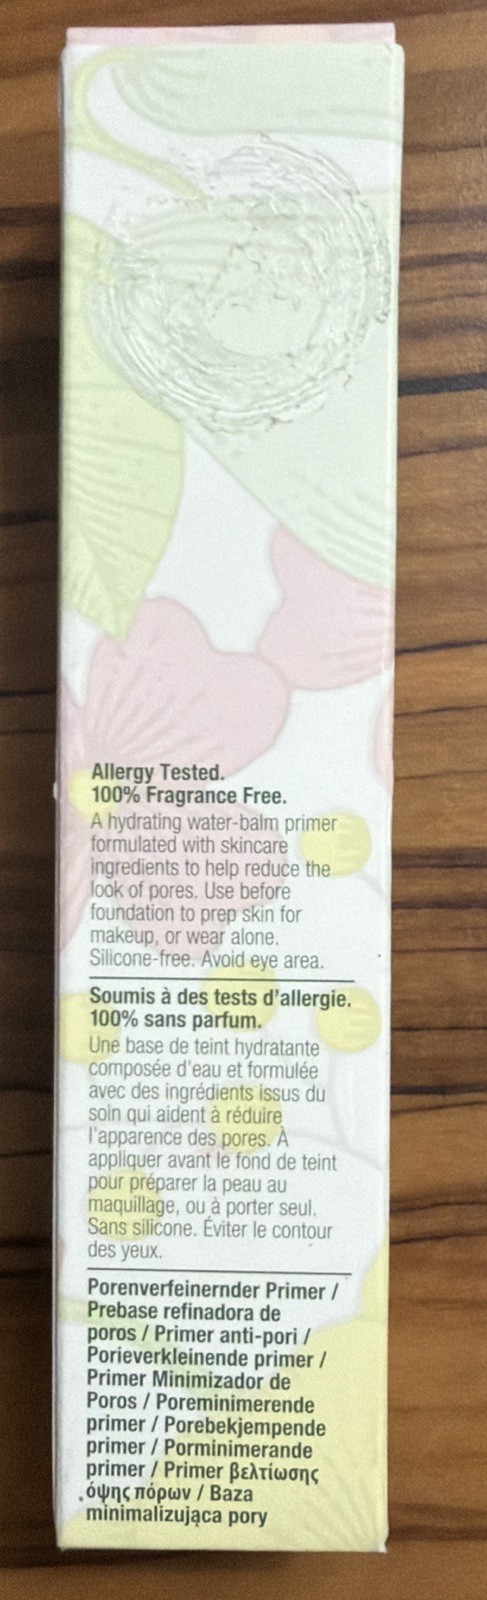 Allergy Tested.
100% Fragrance Free.
A hydrating water-balm primer
formulated with skincare
ingredients to help reduce the
look of pores. Use before
foundation to prep skin for
makeup, or wear alone.
Silicone-free. Avoid eye area.
Soumis à des tests d'allergie.
100% sans parfum.
Une base de teint hydratante
composée d'eau et formulée
avec des ingrédients issus du
soin qui aident à réduire
l'apparence des pores. À
appliquer avant le fond de teint
pour préparer la peau au
maquillage, ou à porter seul.
Sans silicone. Éviter le contour
des yeux.
Porenverfeinernder Primer /
Prebase refinadora de
poros / Primer anti-pori /
Porieverkleinende primer /
Primer Minimizador de
Poros / Poreminimerende
primer / Porebekjempende
primer / Porminimerande
primer / Primer βελτίωσης
όψης πόρων / Baza
minimalizująca pory